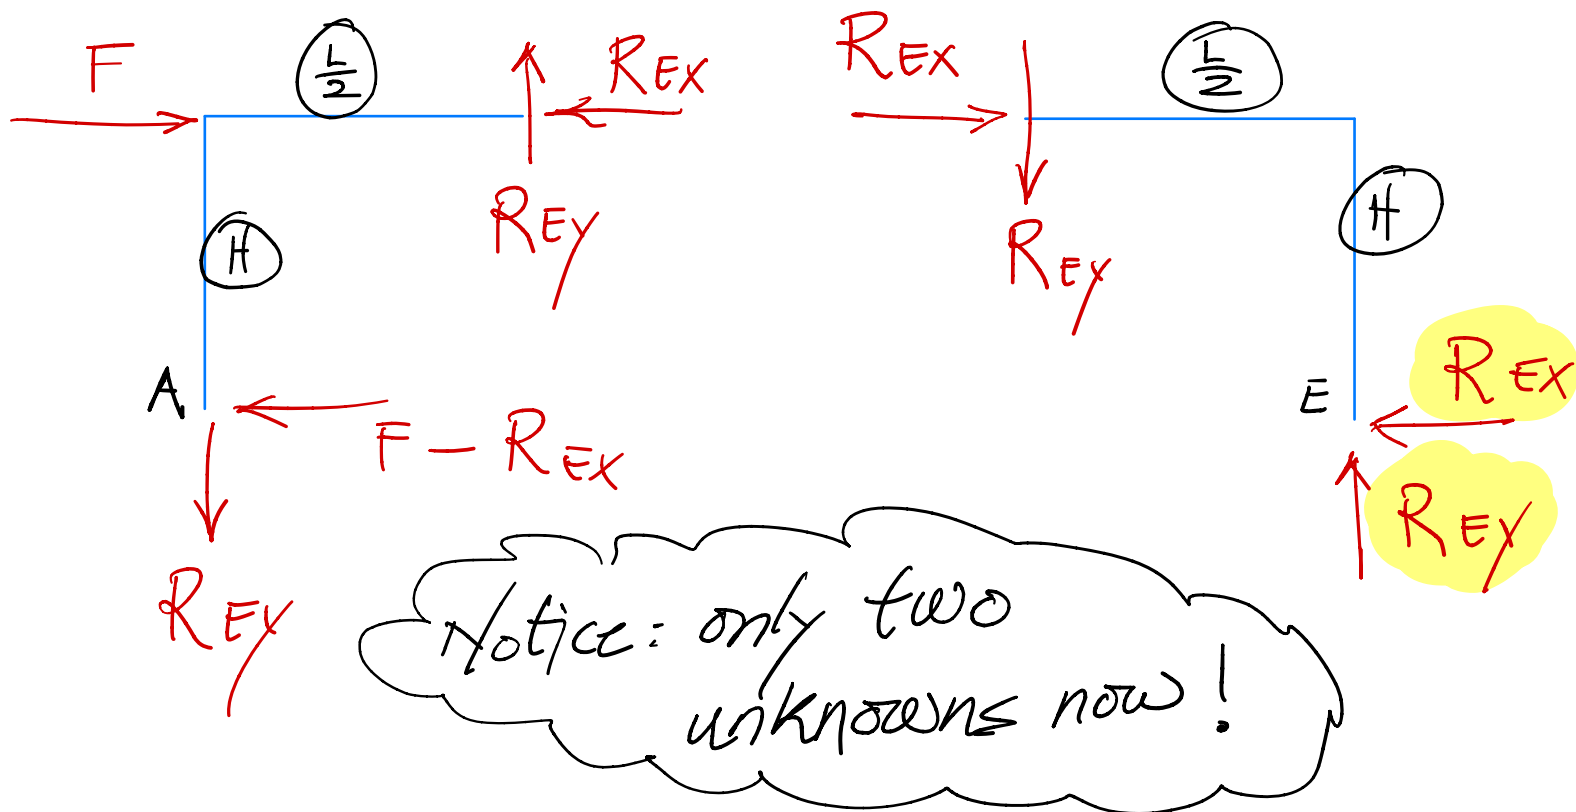 F
L/2
REX
REY
H
A
F - REX
REY
REX
L/2
REY
H
E
REX
REY
Notice: only two
unknowns now!